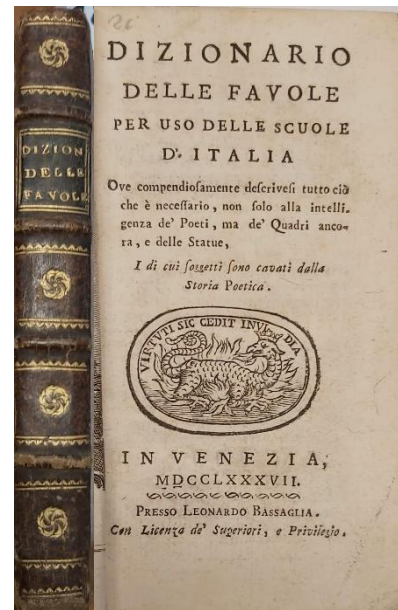 DIZION
DELLE
FAVOLE
DIZIONARIO
DELLE FAVOLE
PER USO DELLE SCUOLE
D'ITALIA
Ove compendiosamente descrivesi tutto ciò
che è necessario, non solo alla intelli-
genza de' Poeti, ma de' Quadri anco-
ra, e delle Statue,
I di cui soggetti sono cavati dalla
Storia Poetica.
VIRTUTI SIC CEDIT INVIDIA
IN VENEZIA,
MDCCLXXXVII.
PRESSO LEONARDO BASSAGLIA.
Con Licenza de' Superiori, e Privilegio.